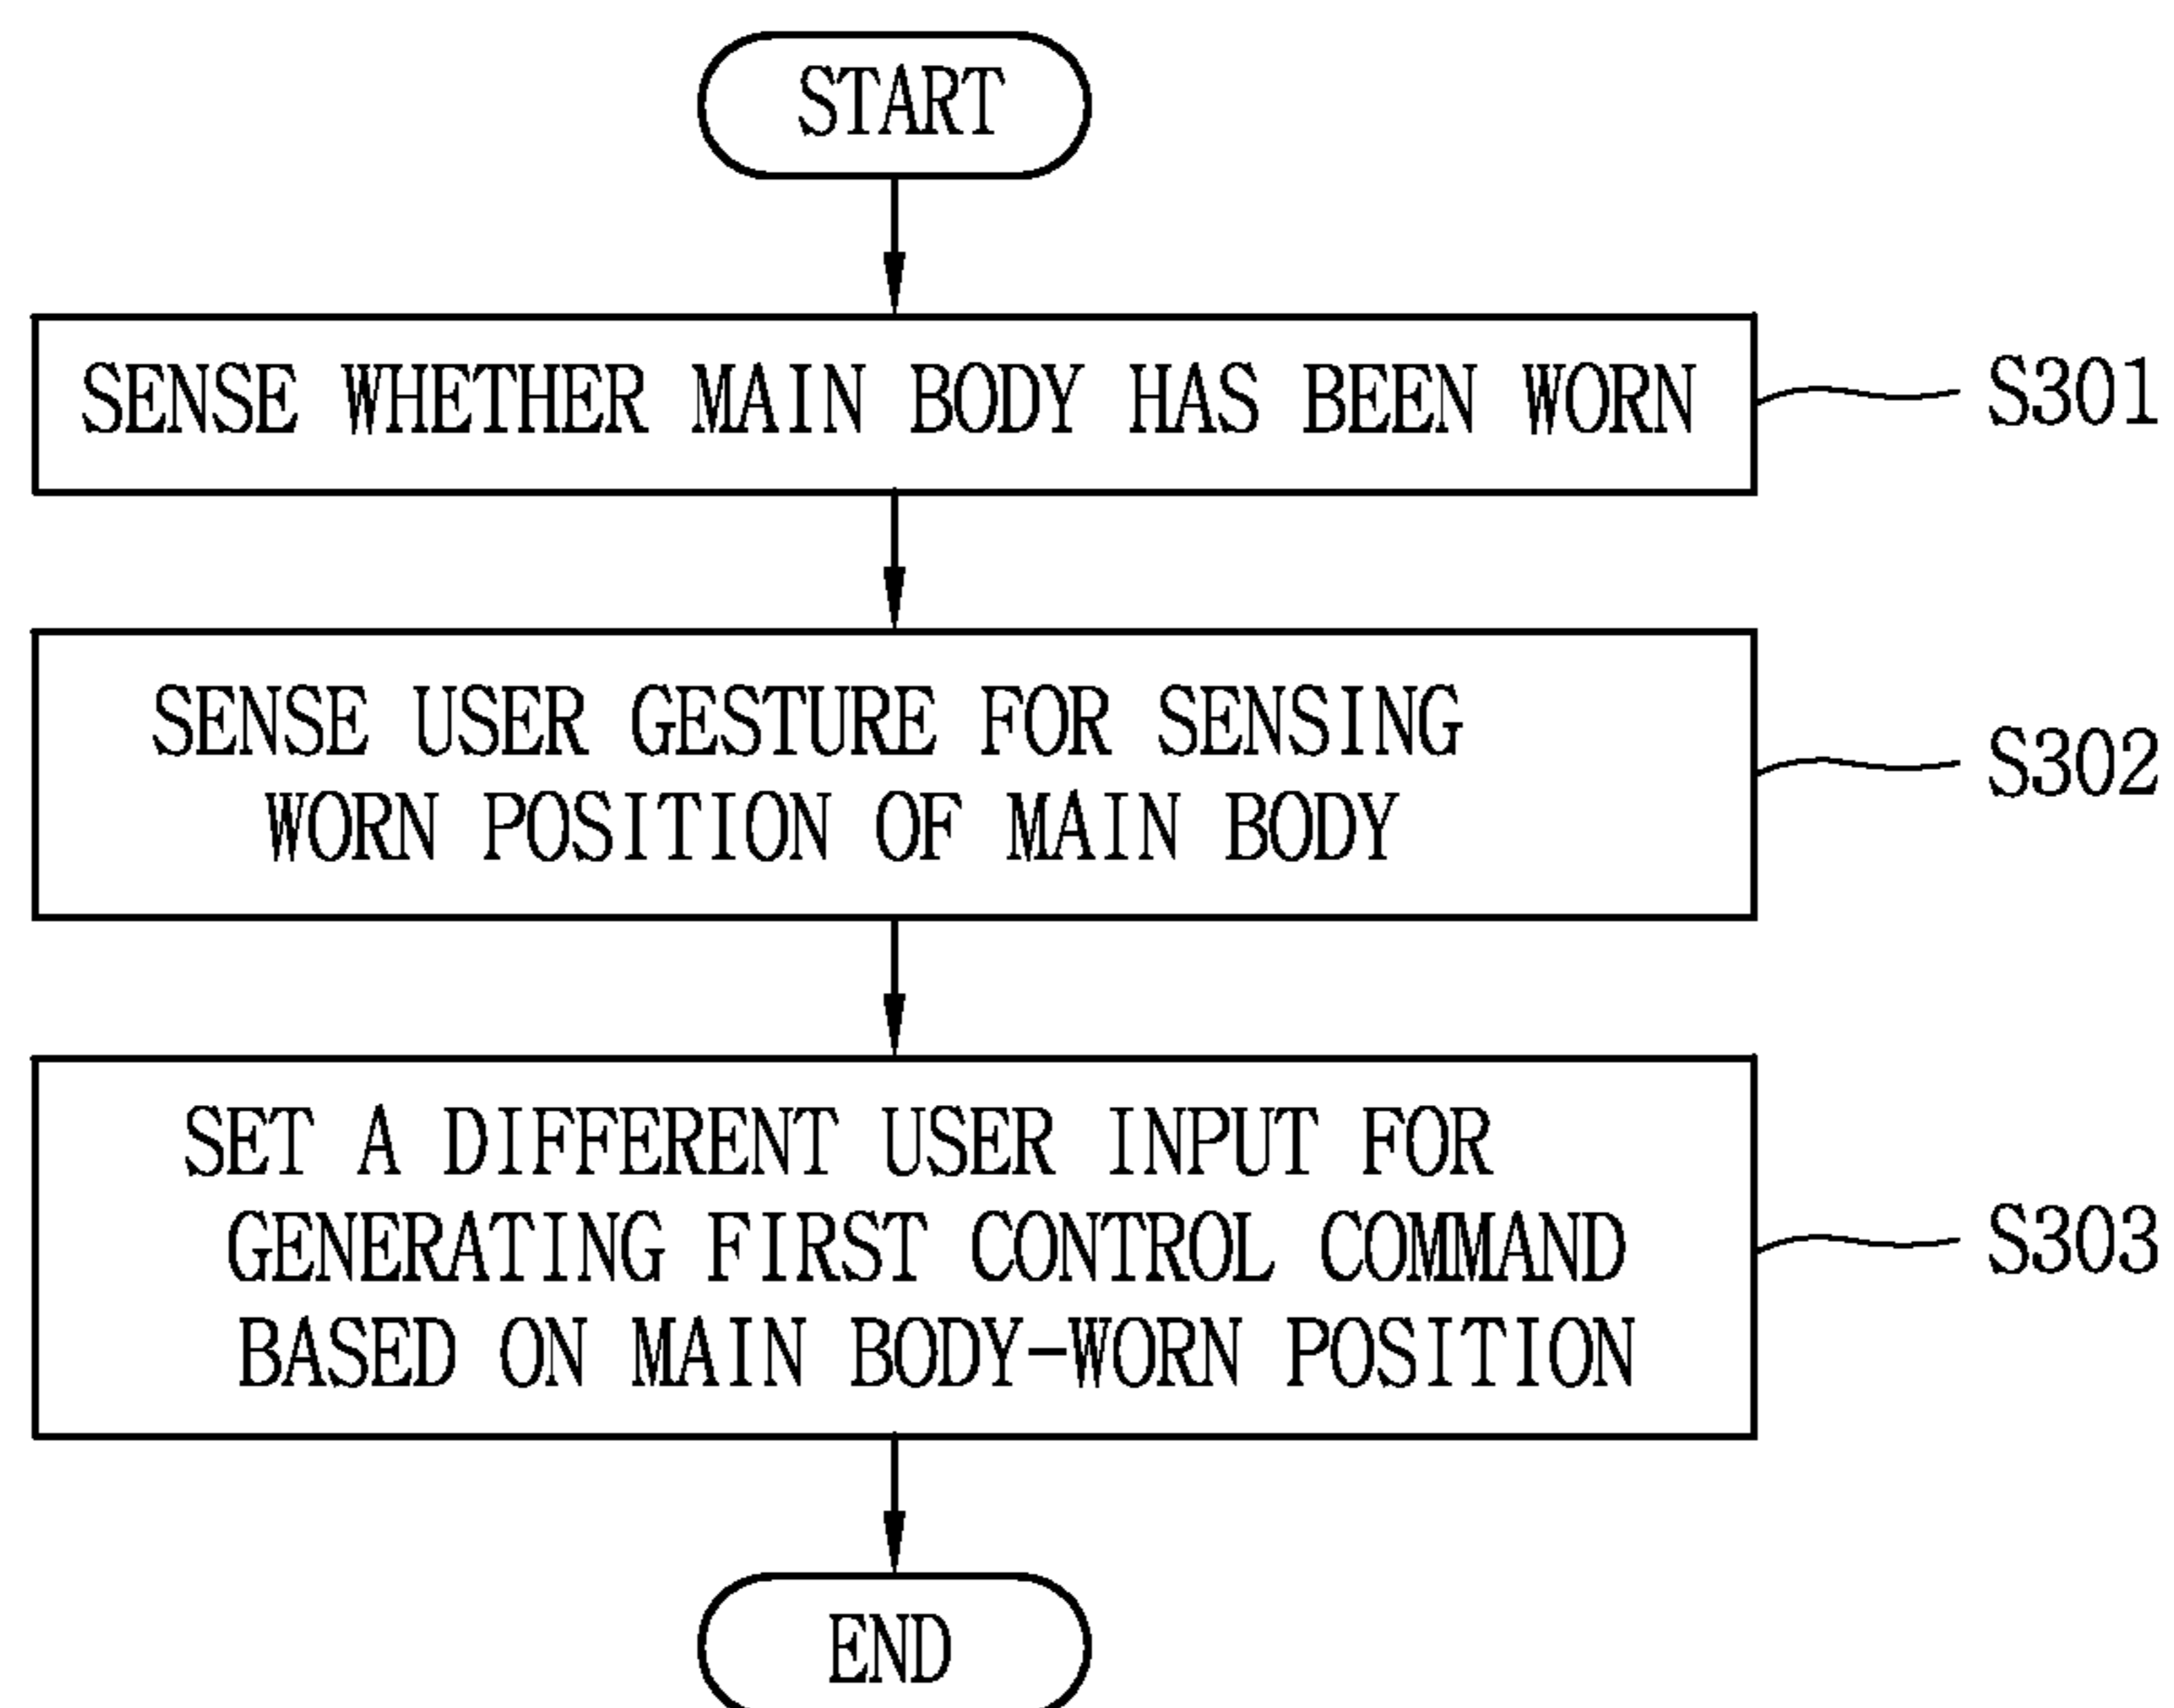 START
SENSE WHETHER MAIN BODY HAS BEEN WORN
S301
SENSE USER GESTURE FOR SENSING
WORN POSITION OF MAIN BODY
S302
SET A DIFFERENT USER INPUT FOR
GENERATING FIRST CONTROL COMMAND
BASED ON MAIN BODY-WORN POSITION
S303
END